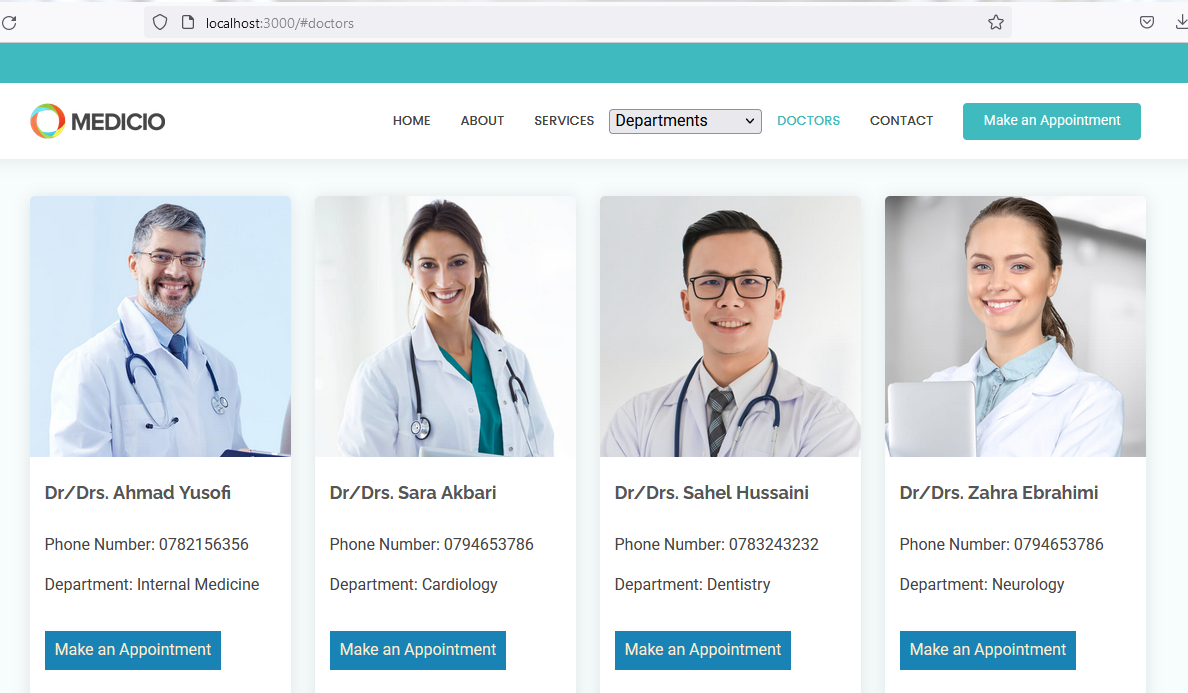 localhost:3000/#doctors
MEDICIO HOME ABOUT SERVICES Departments DOCTORS CONTACT Make an Appointment
Dr/Drs. Ahmad Yusofi Dr/Drs. Sara Akbari Dr/Drs. Sahel Hussaini Dr/Drs. Zahra Ebrahimi
Phone Number: 0782156356 Phone Number: 0794653786 Phone Number: 0783243232 Phone Number: 0794653786
Department: Internal Medicine Department: Cardiology Department: Dentistry Department: Neurology
Make an Appointment Make an Appointment Make an Appointment Make an Appointment